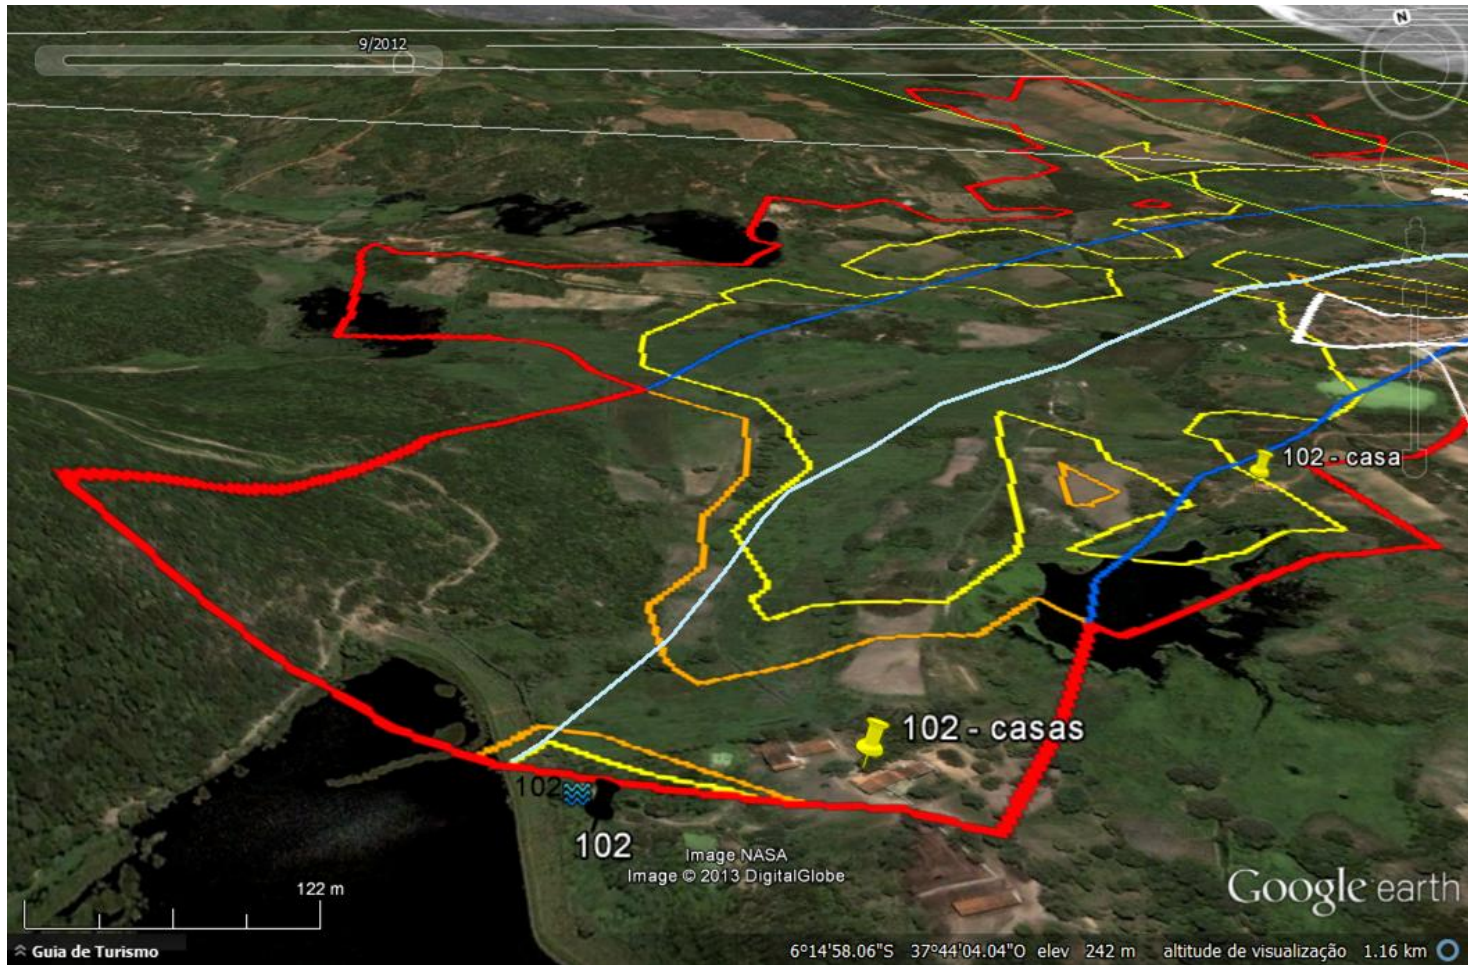 N
9/2012
102 - casa
102 - casas
102
102
Image NASA
Image © 2013 DigitalGlobe
122 m
Google earth
Guia de Turismo
6°14'58.06"S 37°44'04.04"O elev 242 m altitude de visualização 1.16 km